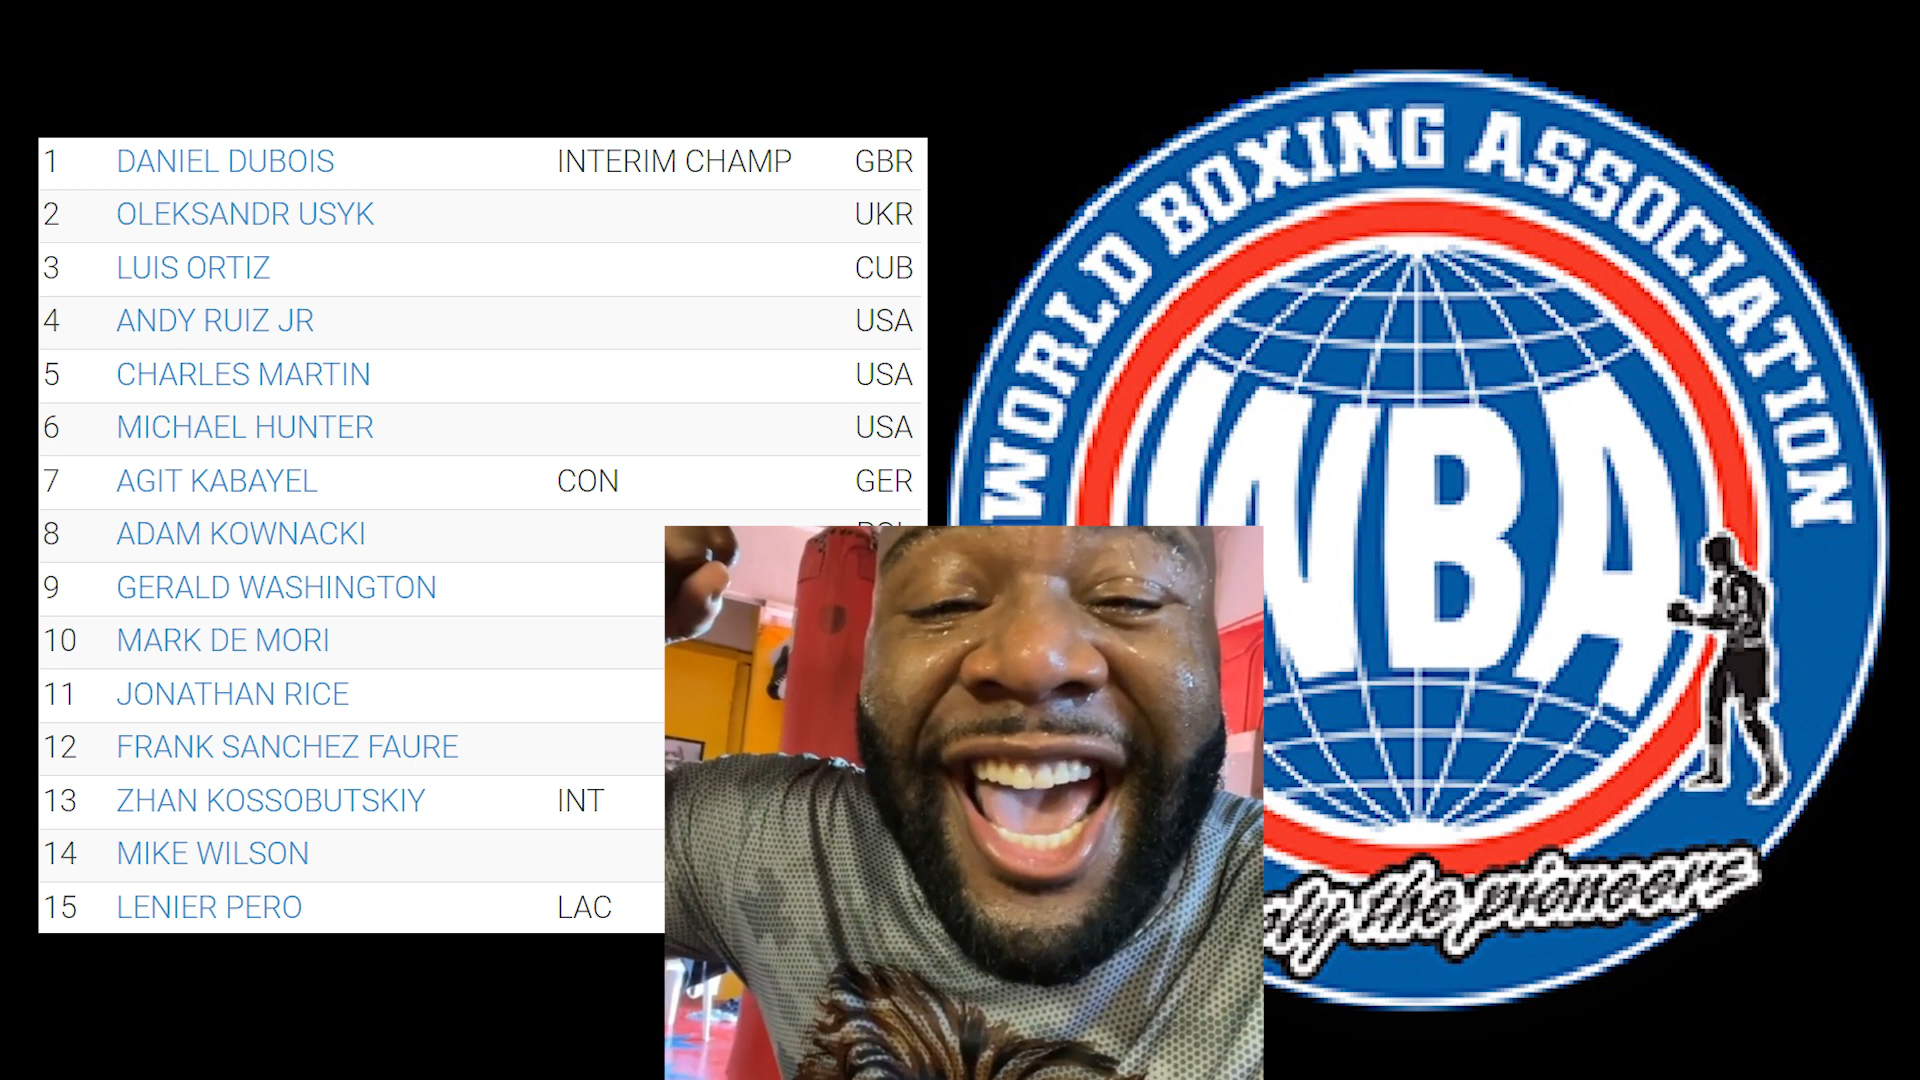 1 DANIEL DUBOIS INTERIM CHAMP GBR
2 OLEKSANDR USYK UKR
3 LUIS ORTIZ CUB
4 ANDY RUIZ JR USA
5 CHARLES MARTIN USA
6 MICHAEL HUNTER USA
7 AGIT KABAYEL CON GER
8 ADAM KOWNACKI
9 GERALD WASHINGTON
10 MARK DE MORI
11 JONATHAN RICE
12 FRANK SANCHEZ FAURE
13 ZHAN KOSSOBUTSKIY INT
14 MIKE WILSON
15 LENIER PERO LAC
WORLD BOXING ASSOCIATION
WBA
the pioneers